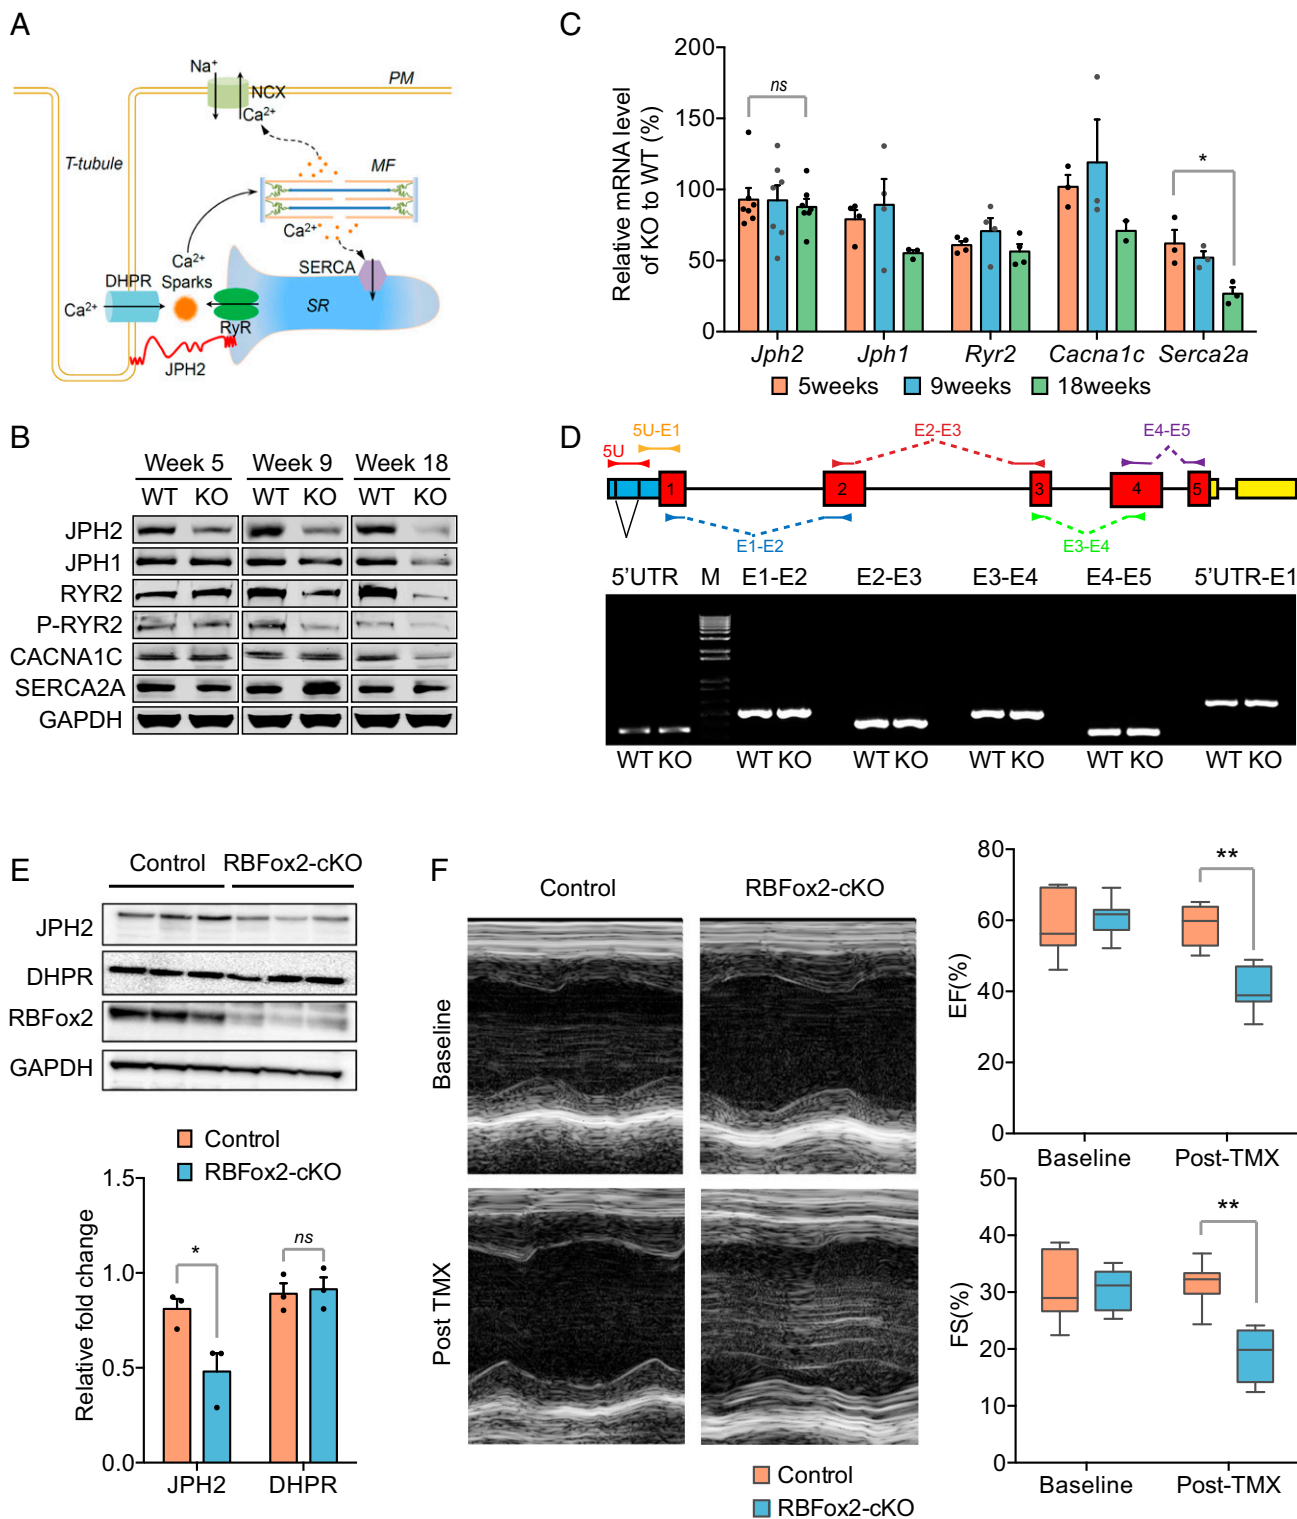 A
Na⁺
NCX
PM
Ca²⁺
T-tubule
MF
Ca²⁺
Ca²⁺
SERCA
DHPR
Sparks
Ca²⁺
RyR
SR
JPH2
C
Relative mRNA level
of KO to WT (%)
200
150
100
50
0
ns
*
Jph2
Jph1
Ryr2
Cacna1c
Serca2a
5weeks
9weeks
18weeks
B
Week 5
Week 9
Week 18
WT
KO
WT
KO
WT
KO
JPH2
JPH1
RYR2
P-RYR2
CACNA1C
SERCA2A
GAPDH
D
5U
5U-E1
E2-E3
E4-E5
1
2
3
4
5
E1-E2
E3-E4
5'UTR
M
E1-E2
E2-E3
E3-E4
E4-E5
5'UTR-E1
WT KO
WT KO
WT KO
WT KO
WT KO
WT KO
E
Control
RBFox2-cKO
JPH2
DHPR
RBFox2
GAPDH
Control
RBFox2-cKO
Relative fold change
1.5
1.0
0.5
0.0
*
ns
JPH2
DHPR
F
Control
RBFox2-cKO
Baseline
Post TMX
EF(%)
80
60
40
20
0
**
Baseline
Post-TMX
FS(%)
50
40
30
20
10
0
**
Baseline
Post-TMX
Control
RBFox2-cKO